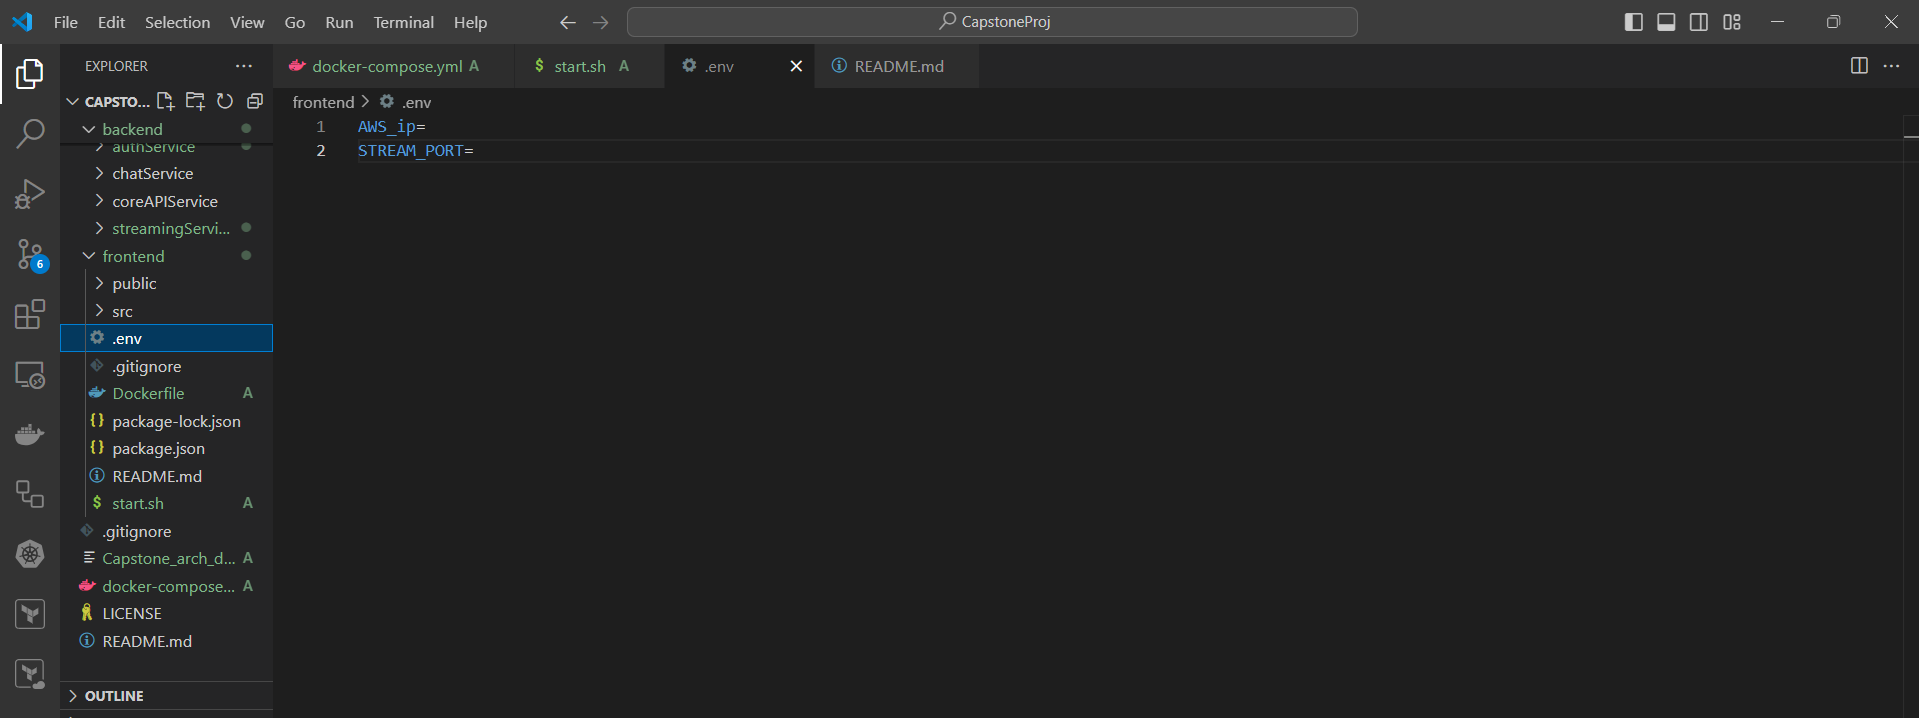 File Edit Selection View Go Run Terminal Help
CapstoneProj
EXPLORER
docker-compose.yml A
start.sh A
.env
README.md
CAPSTO...
frontend > .env
backend
authService
chatService
coreAPIService
streamingServi...
frontend
public
src
.env
.gitignore
Dockerfile A
package-lock.json
package.json
README.md
start.sh A
.gitignore
Capstone_arch_d... A
docker-compose... A
LICENSE
README.md
OUTLINE
6
1 AWS_ip=
2 STREAM_PORT=